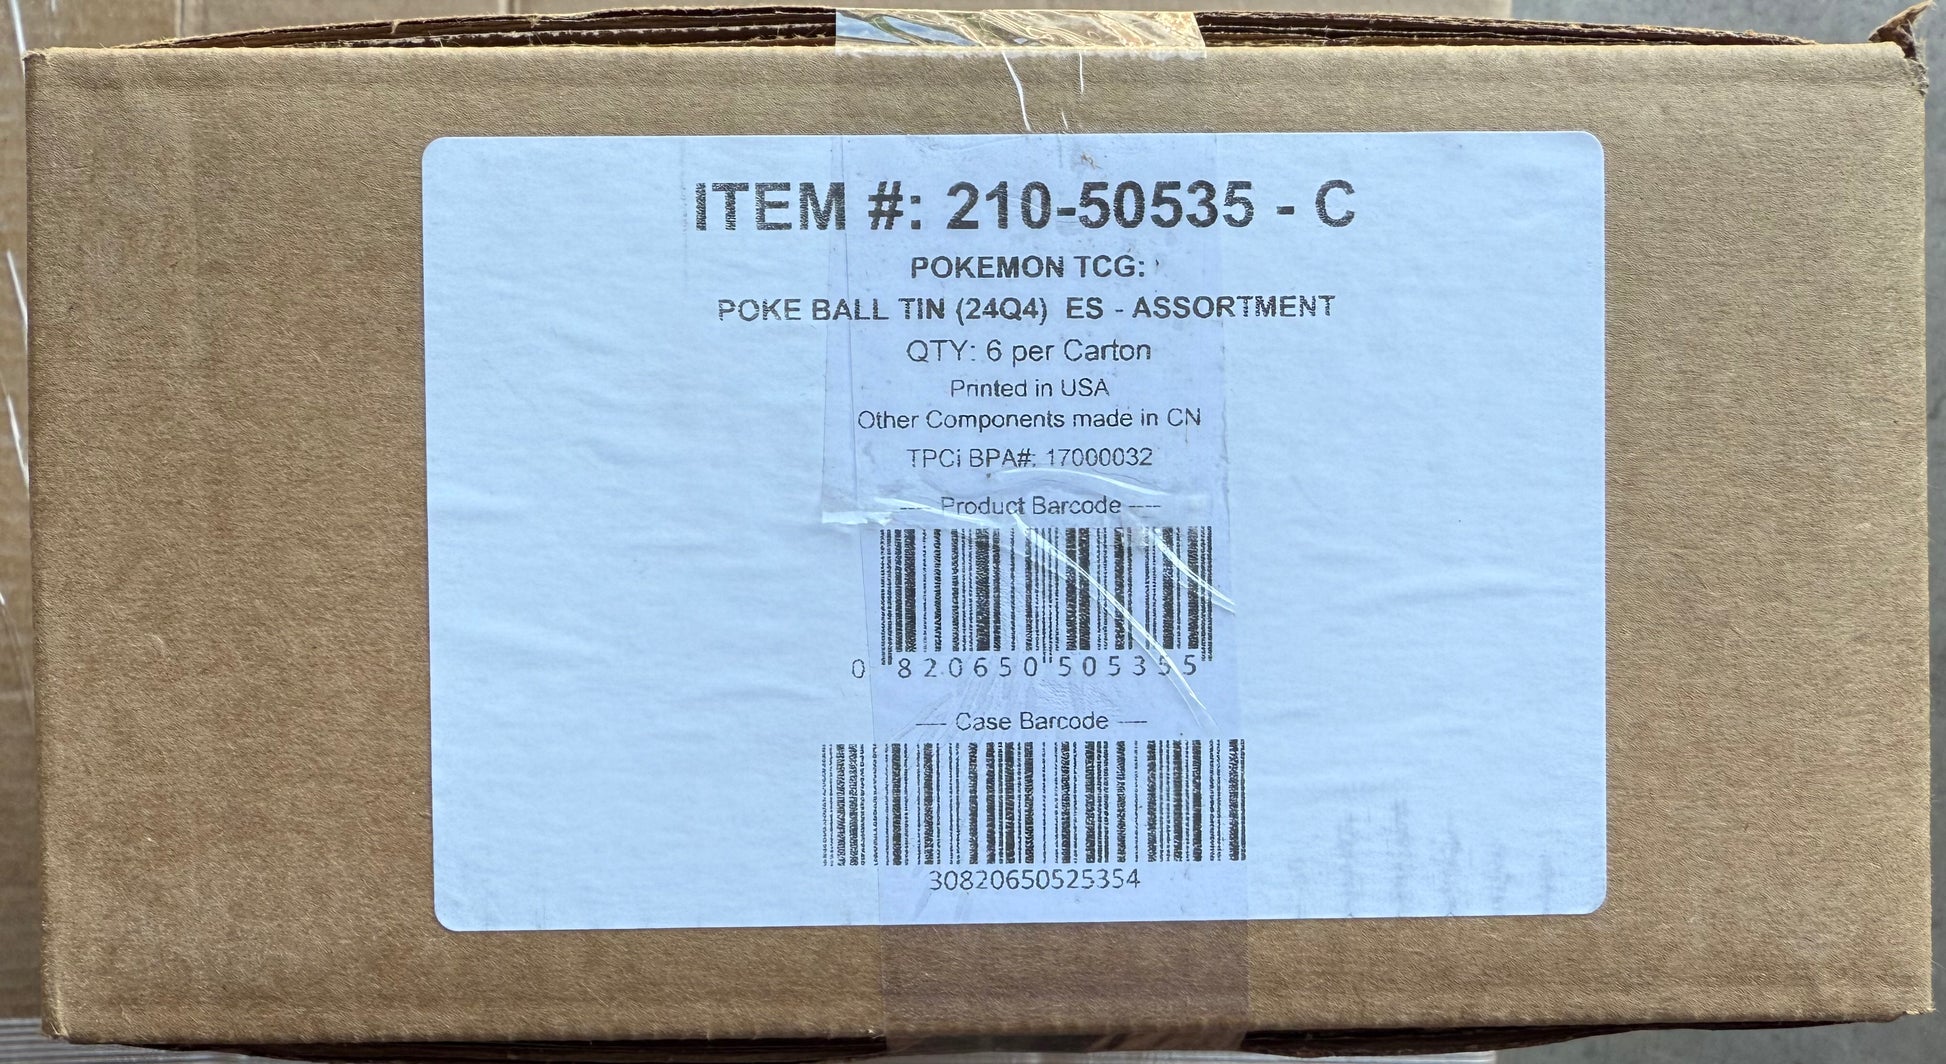 ITEM #: 210-50535 - C
POKEMON TCG:
POKE BALL TIN (24Q4) ES - ASSORTMENT
QTY: 6 per Carton
Printed in USA
Other Components made in CN
TPCi BPA#: 17000032
---- Product Barcode ----
0 820650 505355
---- Case Barcode ----
30820650525354